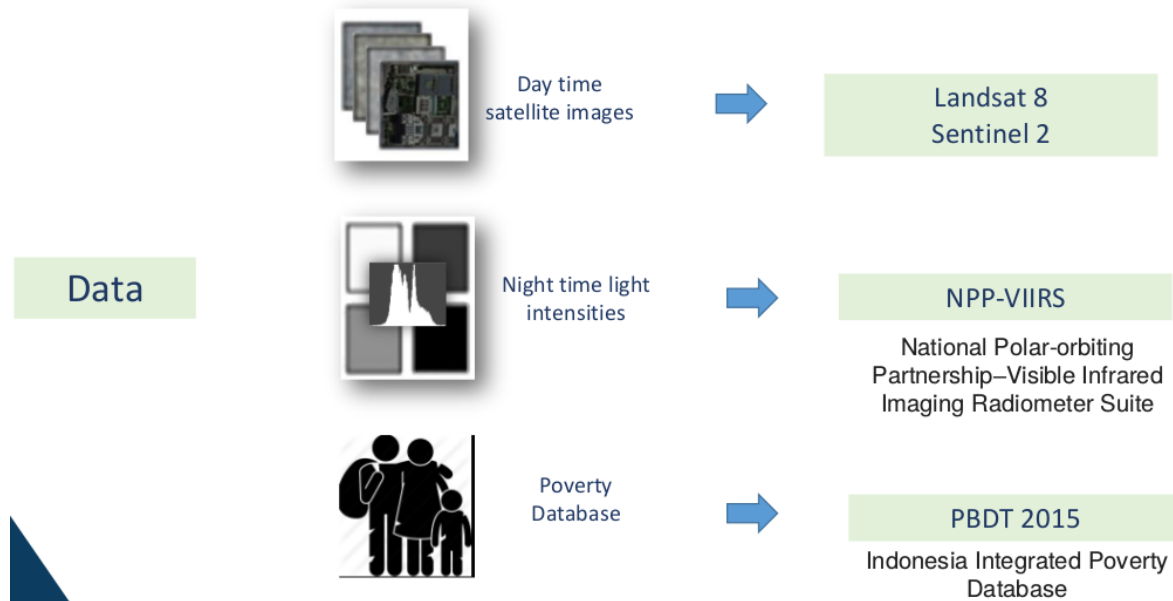 Day time
satellite images
Landsat 8
Sentinel 2
Data
Night time light
intensities
NPP-VIIRS
National Polar-orbiting
Partnership–Visible Infrared
Imaging Radiometer Suite
Poverty
Database
PBDT 2015
Indonesia Integrated Poverty
Database